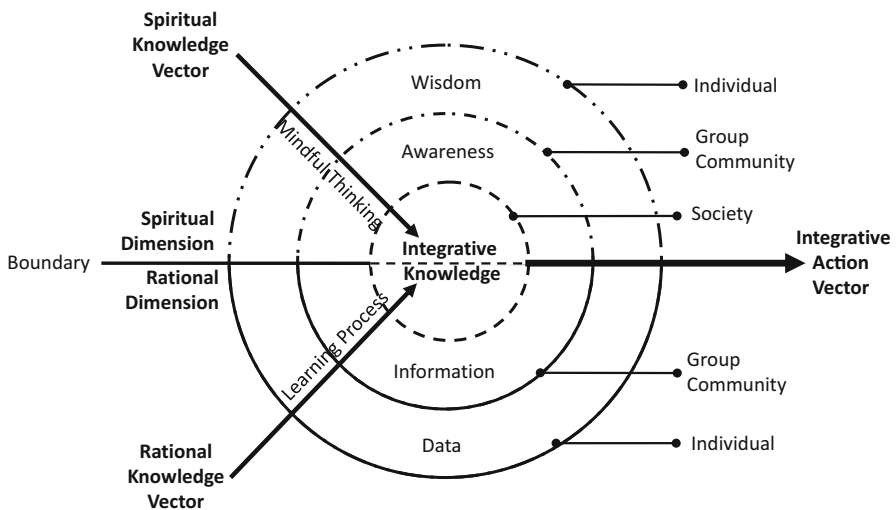 Spiritual
Knowledge
Vector
Wisdom
Individual
Mindful Thinking
Awareness
Group
Community
Society
Spiritual
Dimension
Boundary
Rational
Dimension
Integrative
Knowledge
Integrative
Action
Vector
Learning Process
Information
Group
Community
Data
Individual
Rational
Knowledge
Vector